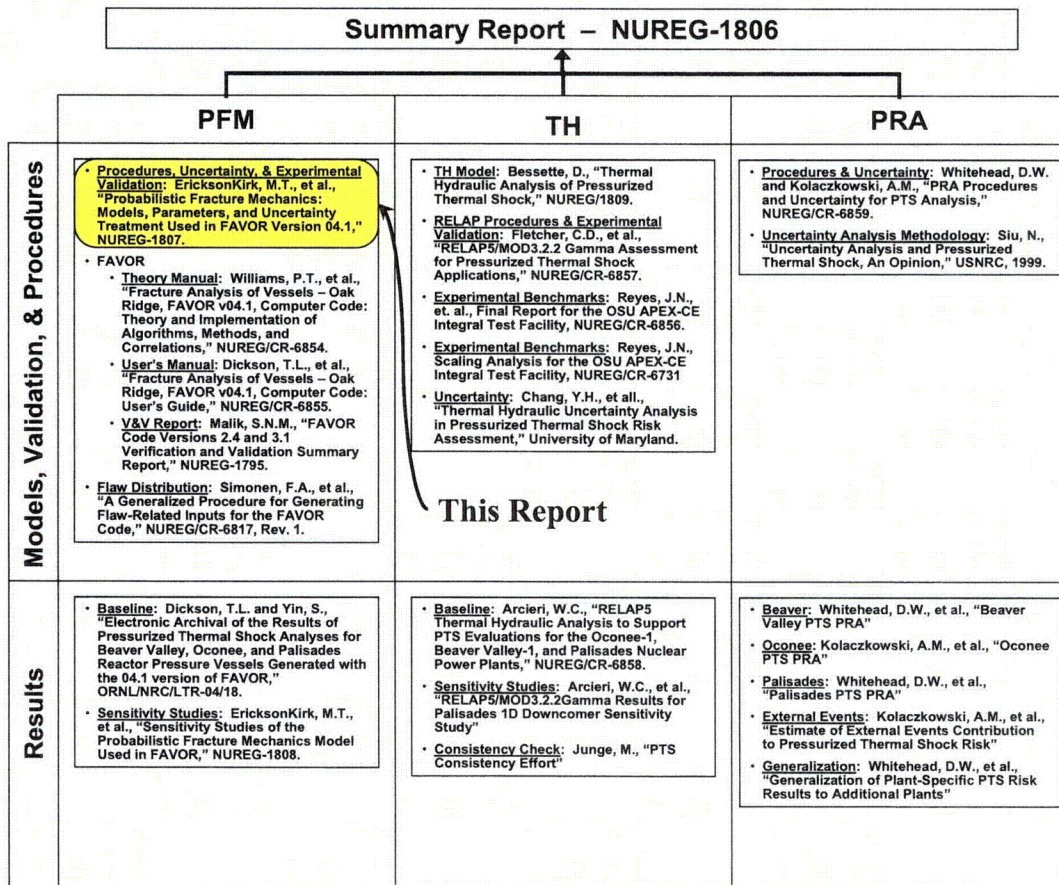 Summary Report – NUREG-1806
PFM
TH
PRA
Models, Validation, & Procedures
• Procedures, Uncertainty, & Experimental
Validation: EricksonKirk, M.T., et al.,
“Probabilistic Fracture Mechanics:
Models, Parameters, and Uncertainty
Treatment Used in FAVOR Version 04.1,”
NUREG-1807.
• FAVOR
• Theory Manual: Williams, P.T., et al.,
“Fracture Analysis of Vessels – Oak
Ridge, FAVOR v04.1, Computer Code:
Theory and Implementation of
Algorithms, Methods, and
Correlations,” NUREG/CR-6854.
• User's Manual: Dickson, T.L., et al.,
“Fracture Analysis of Vessels – Oak
Ridge, FAVOR v04.1, Computer Code:
User's Guide,” NUREG/CR-6855.
• V&V Report: Malik, S.N.M., “FAVOR
Code Versions 2.4 and 3.1
Verification and Validation Summary
Report,” NUREG-1795.
• Flaw Distribution: Simonen, F.A., et al.,
“A Generalized Procedure for Generating
Flaw-Related Inputs for the FAVOR
Code,” NUREG/CR-6817, Rev. 1.
• TH Model: Bessette, D., “Thermal
Hydraulic Analysis of Pressurized
Thermal Shock,” NUREG/1809.
• RELAP Procedures & Experimental
Validation: Fletcher, C.D., et al.,
“RELAP5/MOD3.2.2 Gamma Assessment
for Pressurized Thermal Shock
Applications,” NUREG/CR-6857.
• Experimental Benchmarks: Reyes, J.N.,
et. al., Final Report for the OSU APEX-CE
Integral Test Facility, NUREG/CR-6856.
• Experimental Benchmarks: Reyes, J.N.,
Scaling Analysis for the OSU APEX-CE
Integral Test Facility, NUREG/CR-6731
• Uncertainty: Chang, Y.H., et all.,
“Thermal Hydraulic Uncertainty Analysis
in Pressurized Thermal Shock Risk
Assessment,” University of Maryland.
This Report
• Procedures & Uncertainty: Whitehead, D.W.
and Kolaczkowski, A.M., “PRA Procedures
and Uncertainty for PTS Analysis,”
NUREG/CR-6859.
• Uncertainty Analysis Methodology: Siu, N.,
“Uncertainty Analysis and Pressurized
Thermal Shock, An Opinion,” USNRC, 1999.
Results
• Baseline: Dickson, T.L. and Yin, S.,
“Electronic Archival of the Results of
Pressurized Thermal Shock Analyses for
Beaver Valley, Oconee, and Palisades
Reactor Pressure Vessels Generated with
the 04.1 version of FAVOR,”
ORNL/NRC/LTR-04/18.
• Sensitivity Studies: EricksonKirk, M.T.,
et al., “Sensitivity Studies of the
Probabilistic Fracture Mechanics Model
Used in FAVOR,” NUREG-1808.
• Baseline: Arcieri, W.C., “RELAP5
Thermal Hydraulic Analysis to Support
PTS Evaluations for the Oconee-1,
Beaver Valley-1, and Palisades Nuclear
Power Plants,” NUREG/CR-6858.
• Sensitivity Studies: Arcieri, W.C., et al.,
“RELAP5/MOD3.2.2Gamma Results for
Palisades 1D Downcomer Sensitivity
Study”
• Consistency Check: Junge, M., “PTS
Consistency Effort”
• Beaver: Whitehead, D.W., et al., “Beaver
Valley PTS PRA”
• Oconee: Kolaczkowski, A.M., et al., “Oconee
PTS PRA”
• Palisades: Whitehead, D.W., et al.,
“Palisades PTS PRA”
• External Events: Kolaczkowski, A.M., et al.,
“Estimate of External Events Contribution
to Pressurized Thermal Shock Risk”
• Generalization: Whitehead, D.W., et al.,
“Generalization of Plant-Specific PTS Risk
Results to Additional Plants”